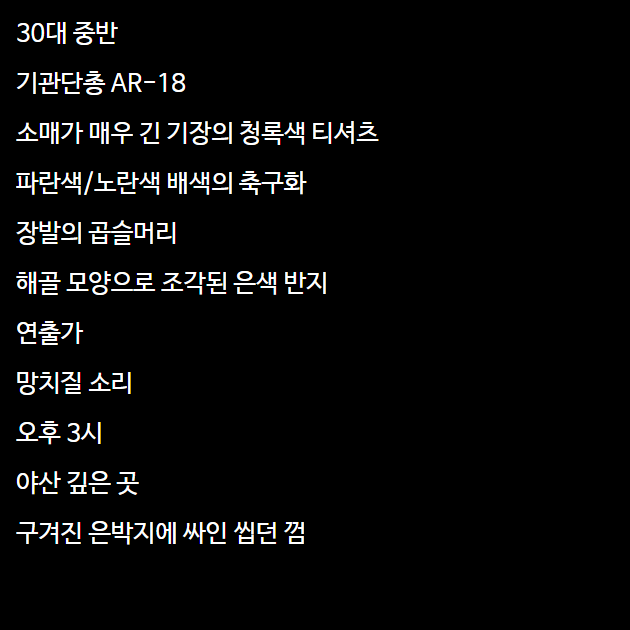 30대 중반
기관단총 AR-18
소매가 매우 긴 기장의 청록색 티셔츠
파란색/노란색 배색의 축구화
장발의 곱슬머리
해골 모양으로 조각된 은색 반지
연출가
망치질 소리
오후 3시
야산 깊은 곳
구겨진 은박지에 싸인 씹던 껌